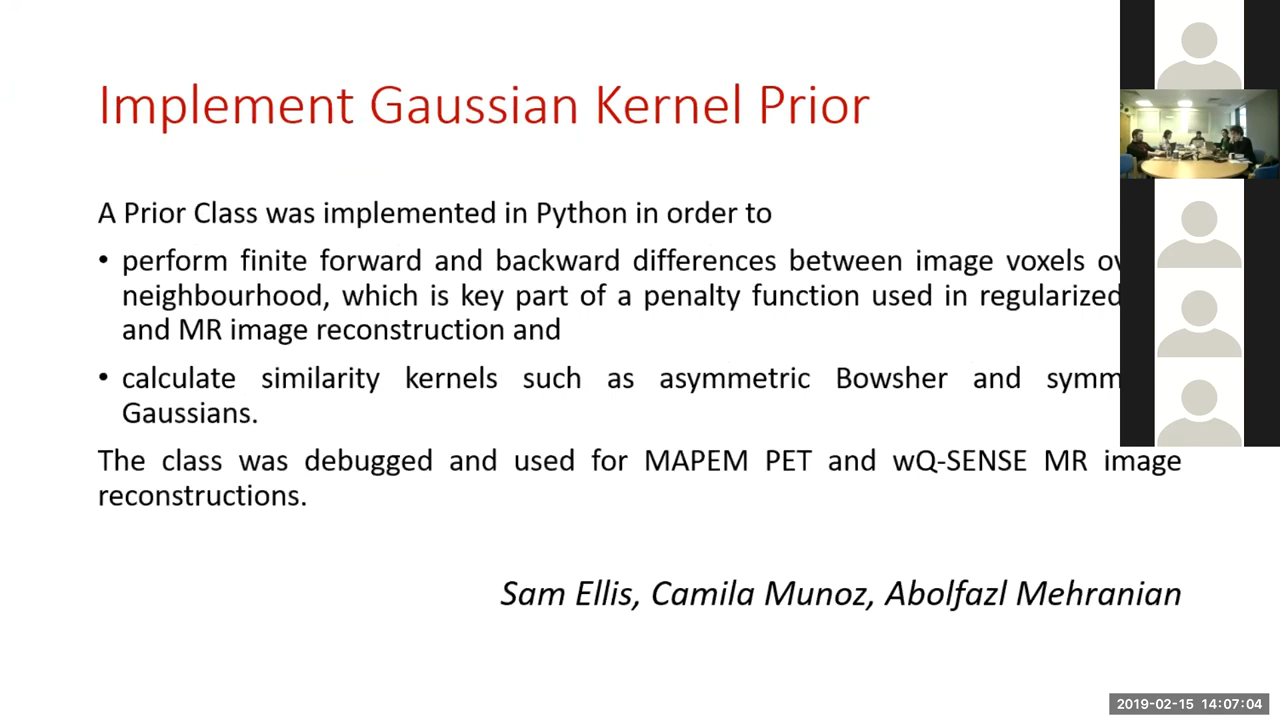 Implement Gaussian Kernel Prior
A Prior Class was implemented in Python in order to
• perform finite forward and backward differences between image voxels
neighbourhood, which is key part of a penalty function used in regularized
and MR image reconstruction and
• calculate similarity kernels such as asymmetric Bowsher and
Gaussians.
The class was debugged and used for MAPEM PET and wQ-SENSE MR image
reconstructions.
Sam Ellis, Camila Munoz, Abolfazl Mehranian
2019-02-15 14:07:04